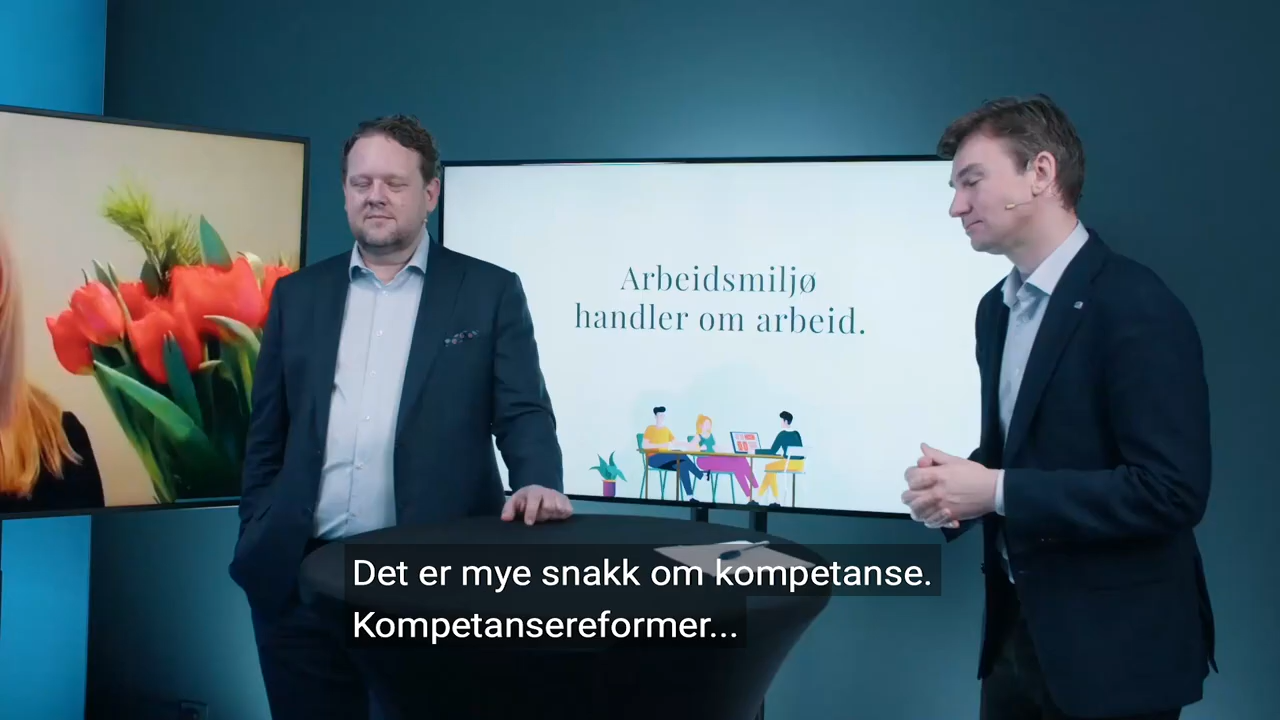 Arbeidsmiljø
handler om arbeid.
Det er mye snakk om kompetanse.
Kompetansereformer...